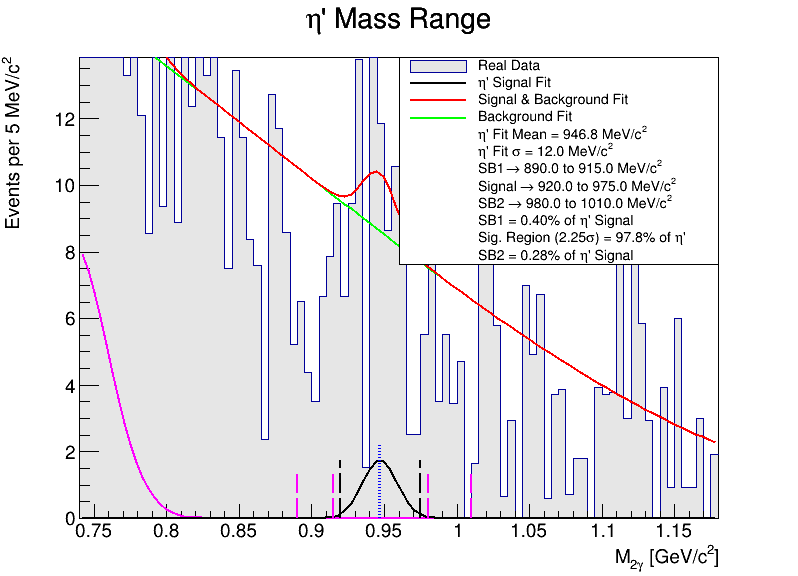 η' Mass Range
Events per 5 MeV/c²
Real Data
η' Signal Fit
Signal & Background Fit
Background Fit
η' Fit Mean = 946.8 MeV/c²
η' Fit σ = 12.0 MeV/c²
SB1 → 890.0 to 915.0 MeV/c²
Signal → 920.0 to 975.0 MeV/c²
SB2 → 980.0 to 1010.0 MeV/c²
SB1 = 0.40% of η' Signal
Sig. Region (2.25σ) = 97.8% of η'
SB2 = 0.28% of η' Signal
12
10
8
6
4
2
0
0.75 0.8 0.85 0.9 0.95 1 1.05 1.1 1.15
M₂ᵧ [GeV/c²]